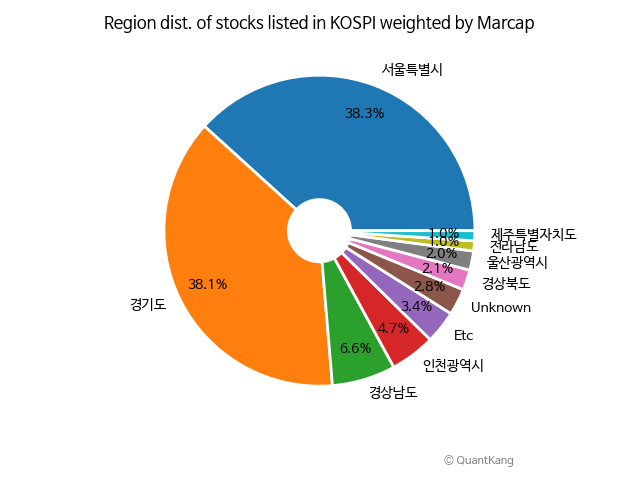 Region dist. of stocks listed in KOSPI weighted by Marcap
서울특별시
38.3%
경기도
38.1%
경상남도
6.6%
인천광역시
4.7%
Etc
3.4%
Unknown
2.8%
경상북도
2.1%
울산광역시
2.0%
전라남도
1.0%
제주특별자치도
1.0%
© QuantKang